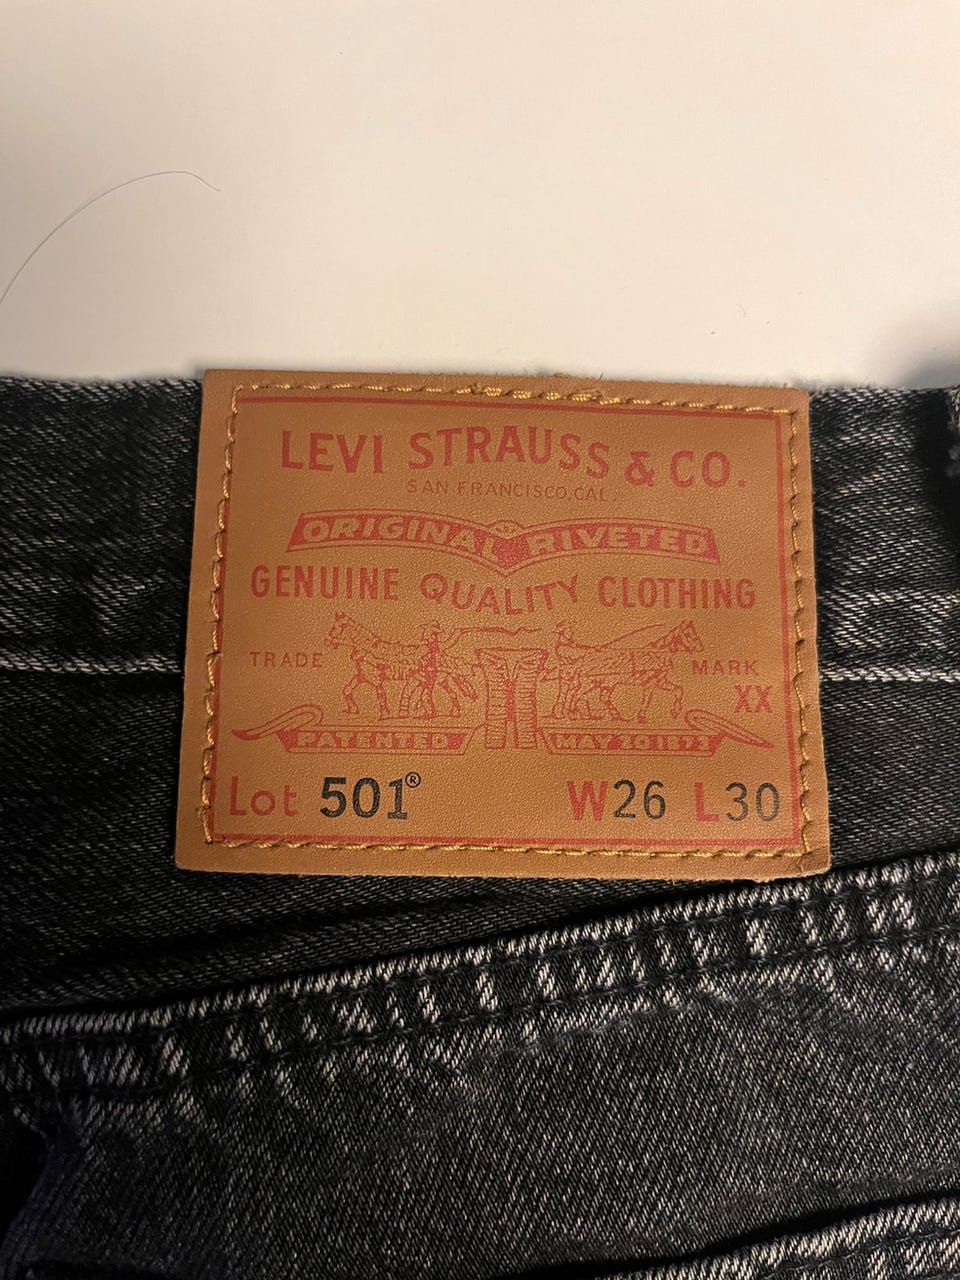 LEVI STRAUSS & CO.
SAN FRANCISCO, CAL.
ORIGINAL RIVETED
GENUINE QUALITY CLOTHING
TRADE MARK
XX
PATENTED MAY 20 1873
Lot 501® W26 L30